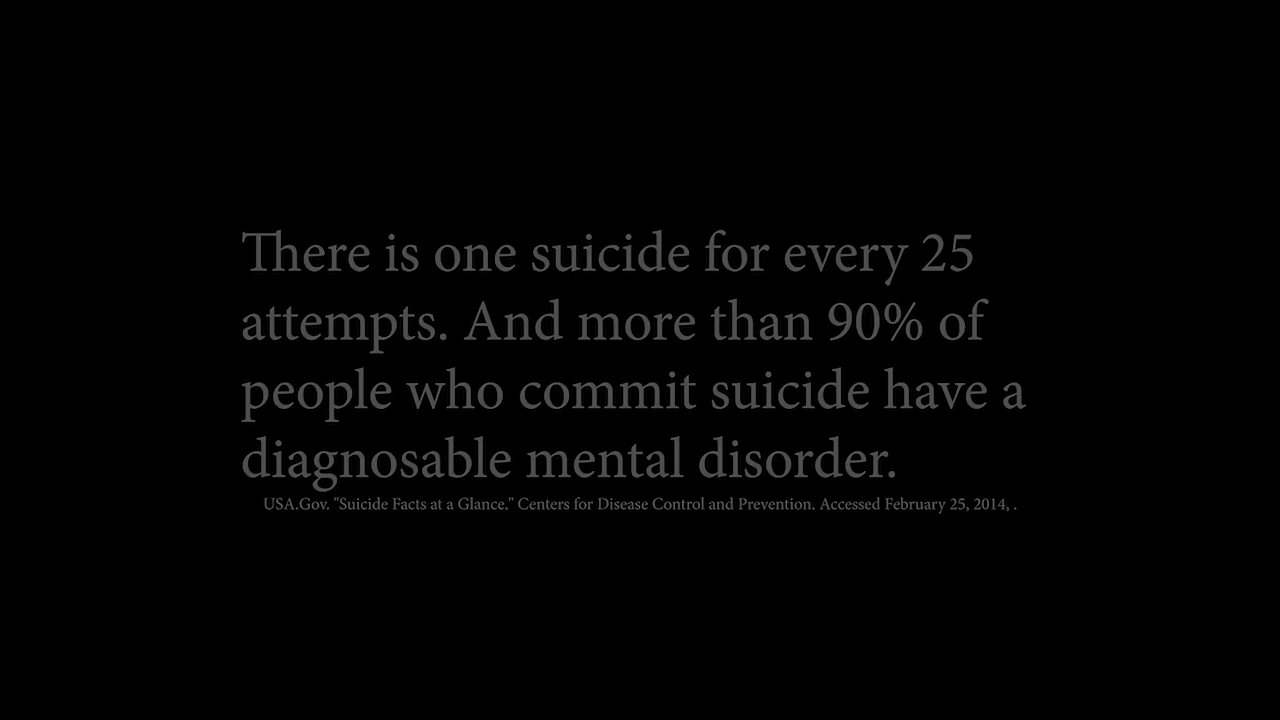 There is one suicide for every 25
attempts. And more than 90% of
people who commit suicide have a
diagnosable mental disorder.
USA.Gov. "Suicide Facts at a Glance." Centers for Disease Control and Prevention. Accessed February 25, 2014, .